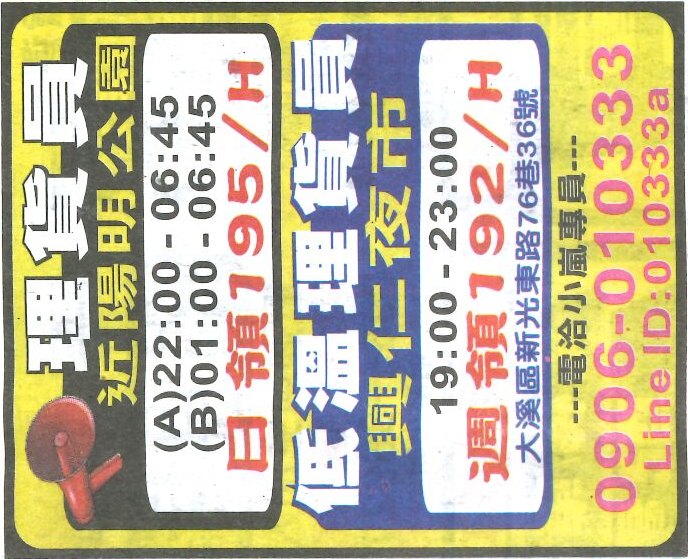 理貨員
近陽明公園
(A)22:00-06:45
(B)01:00-06:45
日領195/H
低溫理貨員
興仁夜市
19:00-23:00
週領192/H
大溪區新光東路76巷36號
---電洽小嵐專員---
0906-010333
Line ID:010333a